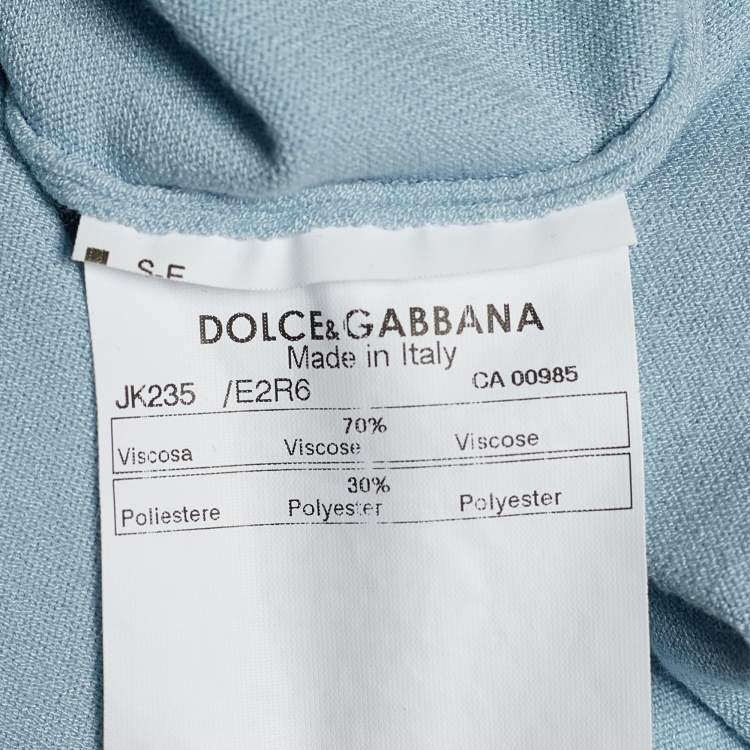 DOLCE&GABBANA
Made in Italy
JK235 /E2R6 CA 00985
70%
Viscosa Viscose Viscose
30%
Poliestere Polyester Polyester